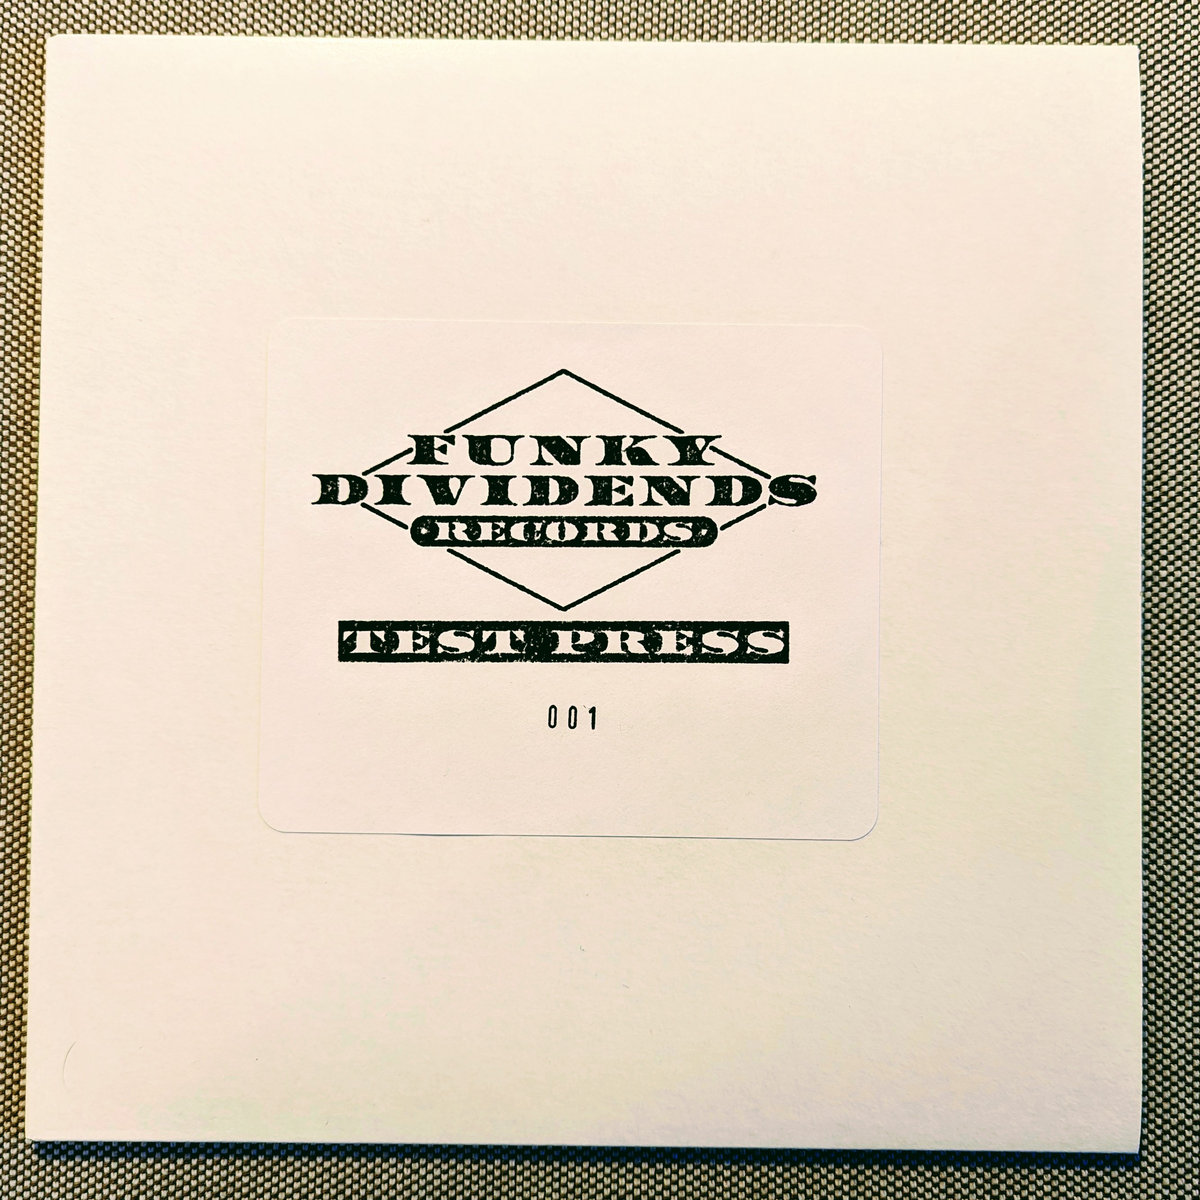 FUNKY
DIVIDENDS
RECORDS
TEST PRESS
001